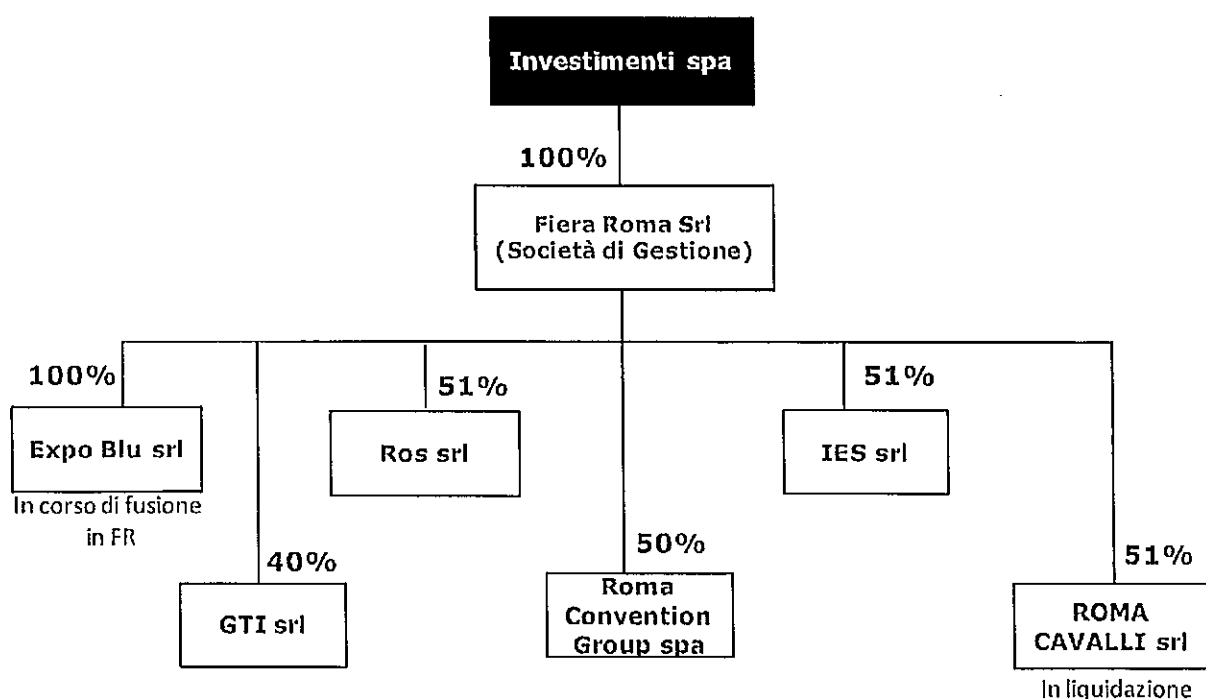 Investimenti spa
100%
Fiera Roma Srl
(Società di Gestione)
100%
Expo Blu srl
In corso di fusione
in FR
40%
GTI srl
51%
Ros srl
50%
Roma
Convention
Group spa
51%
IES srl
51%
ROMA
CAVALLI srl
In liquidazione